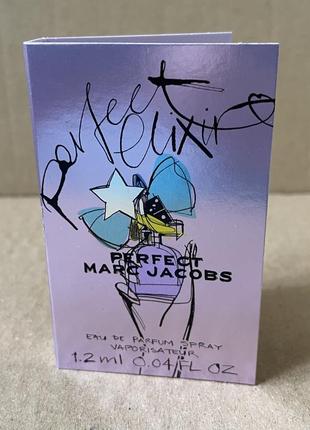 perfect
elixir
PERFECT
MARC JACOBS
EAU DE PARFUM SPRAY
VAPORISATEUR
1.2 ml 0.04 FL OZ